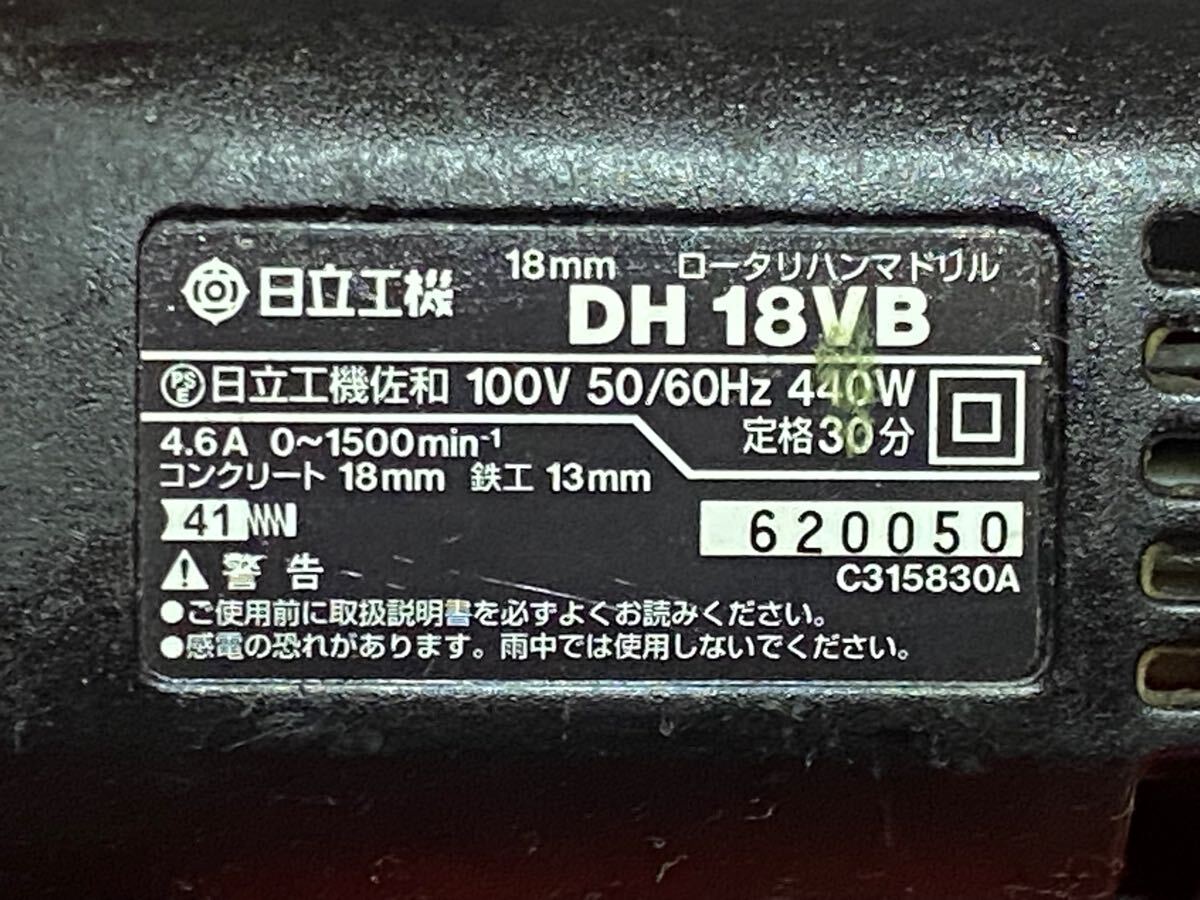 日立工機 18mm ロータリハンマドリル
DH 18VB
PSE 日立工機佐和 100V 50/60Hz 440W
定格30分
4.6A 0~1500min-1
コンクリート 18mm 鉄工 13mm
41
620050
C315830A
警告
●ご使用前に取扱説明書を必ずよくお読みください。
●感電の恐れがあります。雨中では使用しないでください。